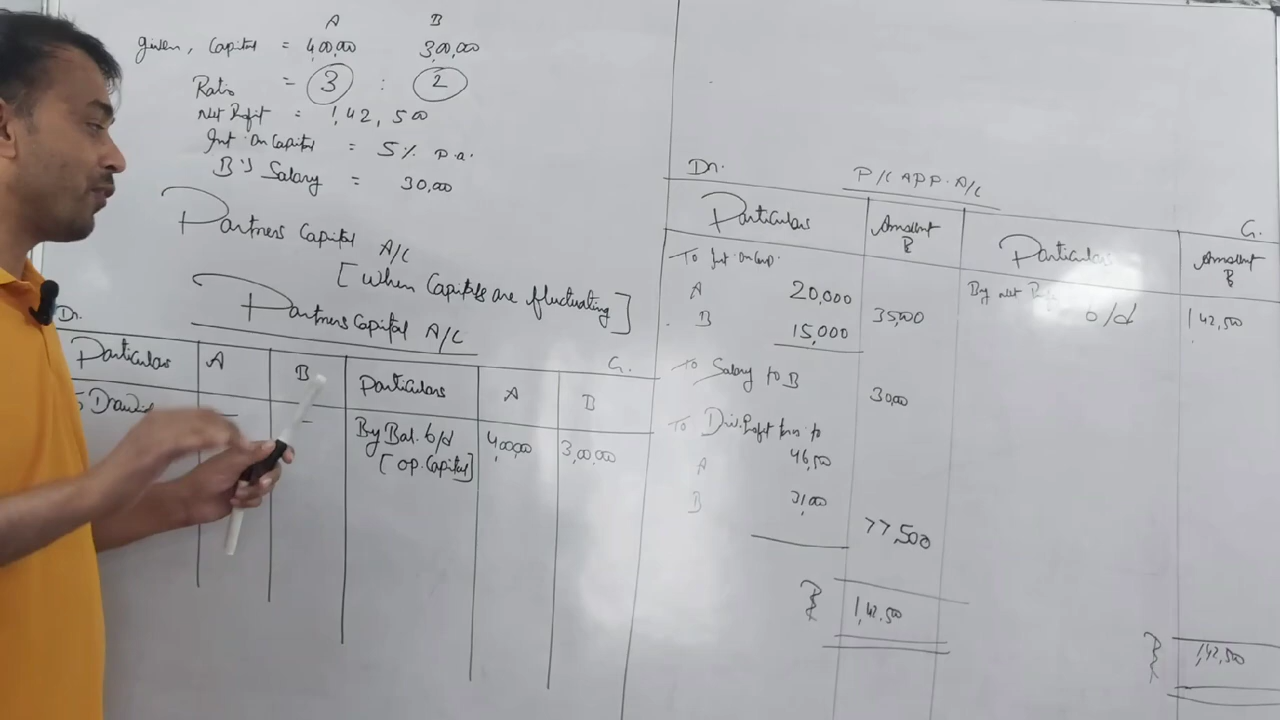 A B
Given, Capital = 4,00,000 3,00,000
Ratio = 3 : 2
Net Profit = 1,42,500
Int. On Capital = 5% p.a.
B's Salary = 30,000
Partners Capital A/C
[When Capitals are fluctuating]
Partners Capital A/C
Dr. Cr.
Particulars A B Particulars A B
By Bal. b/d 4,00,000 3,00,000
[Op. Capital]
P/L APP. A/C
Dr. Cr.
Particulars Amount ₹ Particulars Amount ₹
To Int. On Cap. By Net b/d 1,42,500
A 20,000
B 15,000 35,000
To Salary to B 30,000
To Div. Profit to
A 46,500
B 31,000
77,500
₹ 1,42,500 ₹ 1,42,500